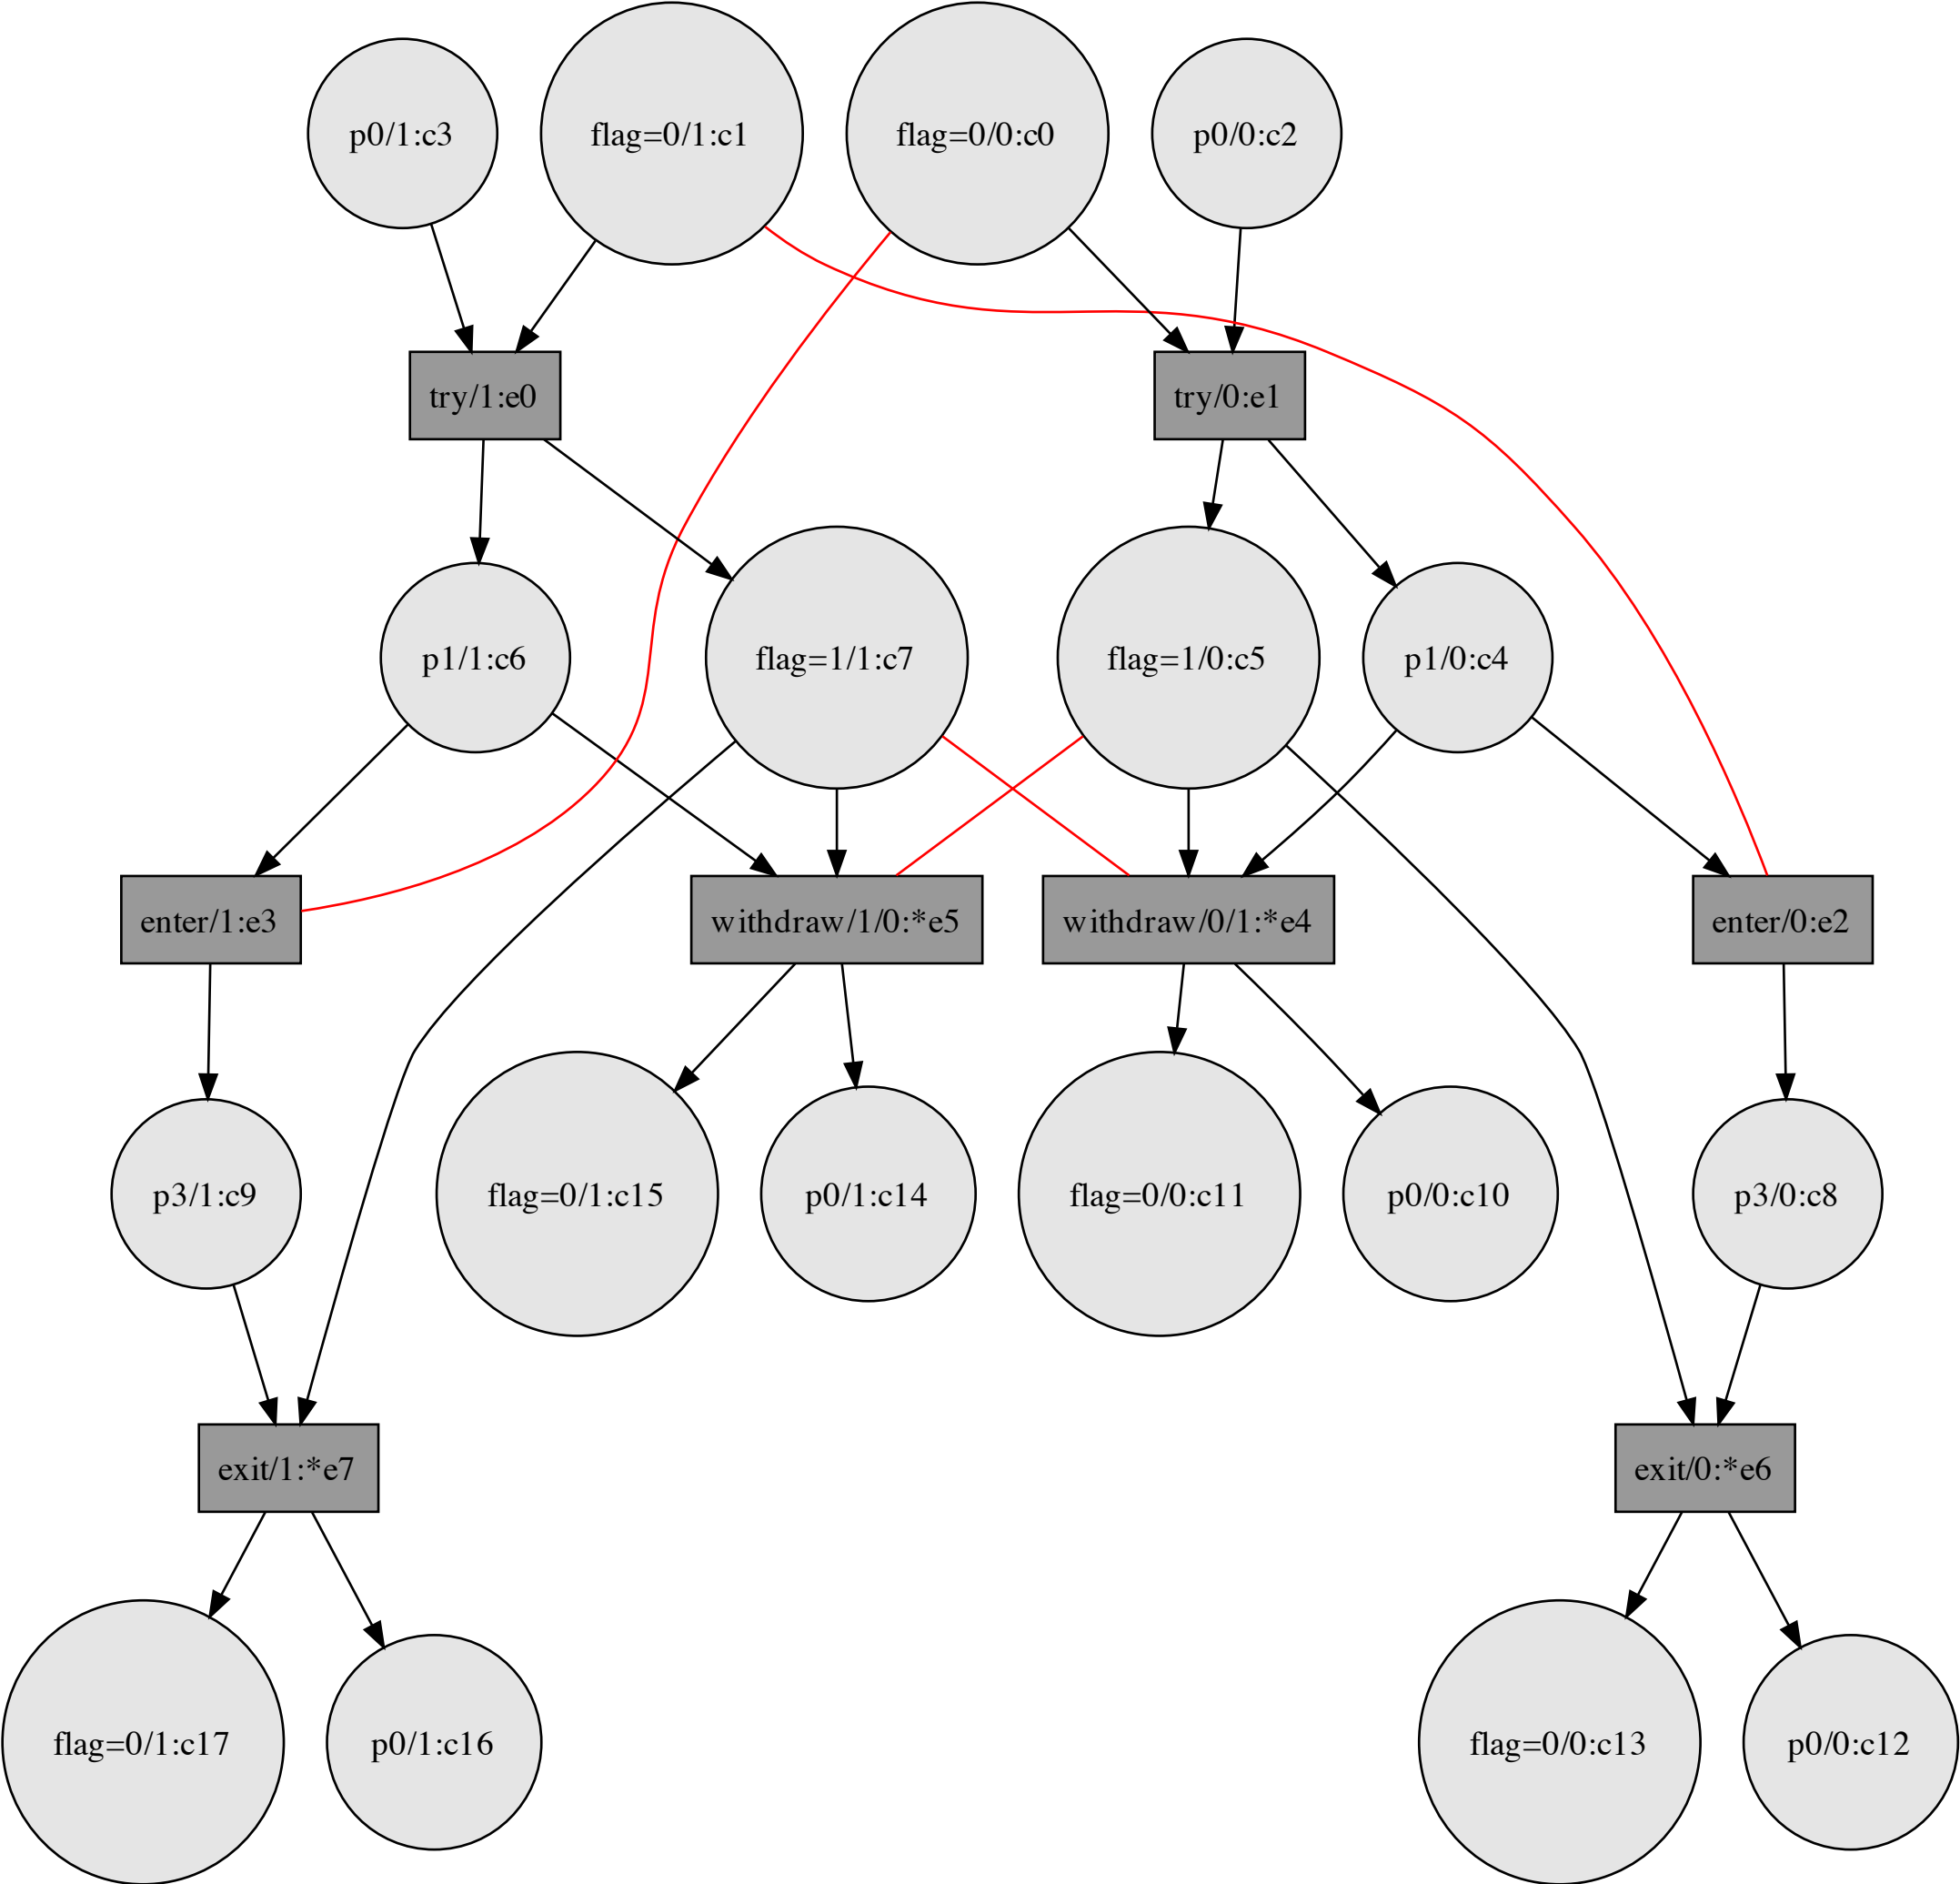 p0/1:c3
flag=0/1:c1
flag=0/0:c0
p0/0:c2
try/1:e0
try/0:e1
p1/1:c6
flag=1/1:c7
flag=1/0:c5
p1/0:c4
enter/1:e3
withdraw/1/0:*e5
withdraw/0/1:*e4
enter/0:e2
p3/1:c9
flag=0/1:c15
p0/1:c14
flag=0/0:c11
p0/0:c10
p3/0:c8
exit/1:*e7
exit/0:*e6
flag=0/1:c17
p0/1:c16
flag=0/0:c13
p0/0:c12